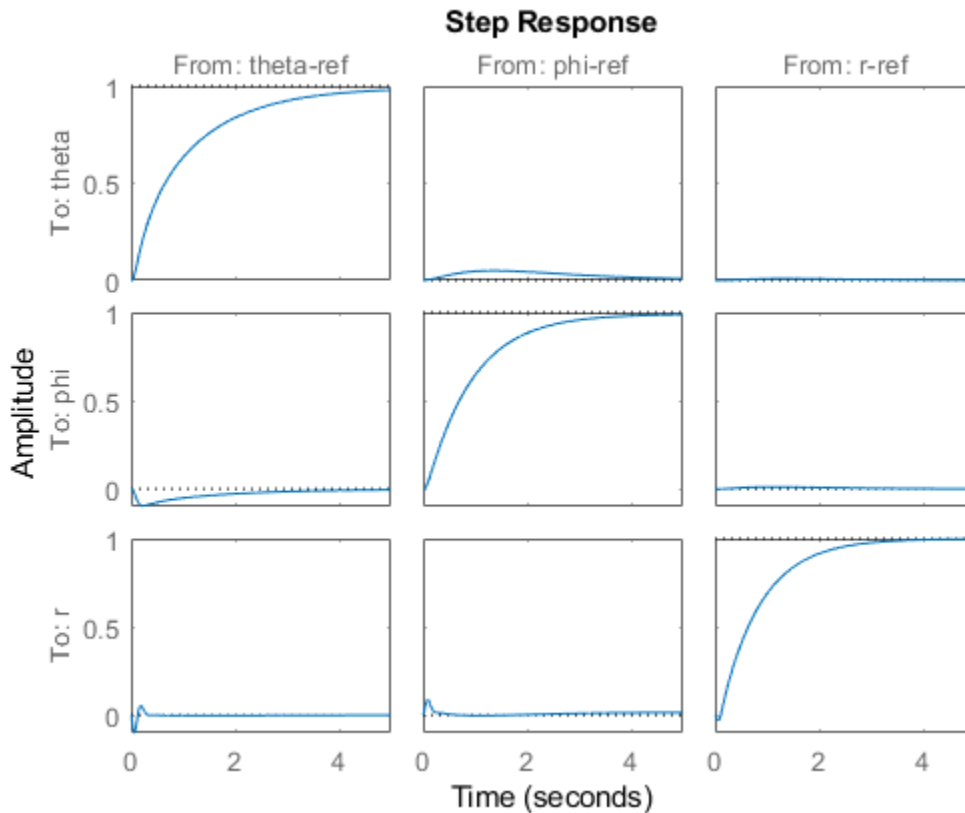 Step Response
From: theta-ref From: phi-ref From: r-ref
To: theta
1
0.5
0
Amplitude
To: phi
1
0.5
0
To: r
1
0.5
0
0 2 4 0 2 4 0 2 4
Time (seconds)